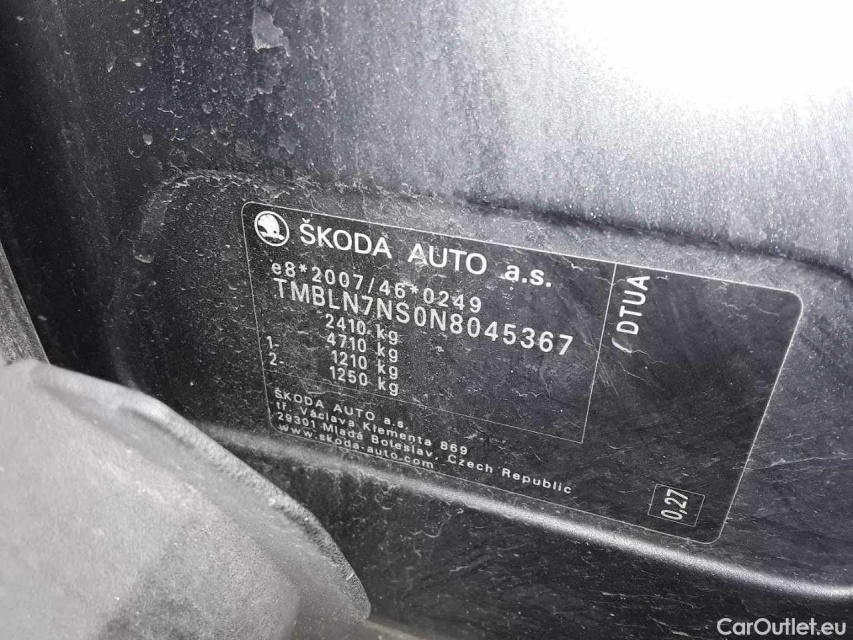 ŠKODA AUTO a.s.
e8*2007/46*0249
TMBLN7NS0N8045367
2410 kg
4710 kg
1- 1210 kg
2- 1250 kg
ŠKODA AUTO a.s.
tř. Václava Klementa 869
29301 Mladá Boleslav, Czech Republic
www.skoda-auto.com
/ DTUA
0,27
CarOutlet.eu